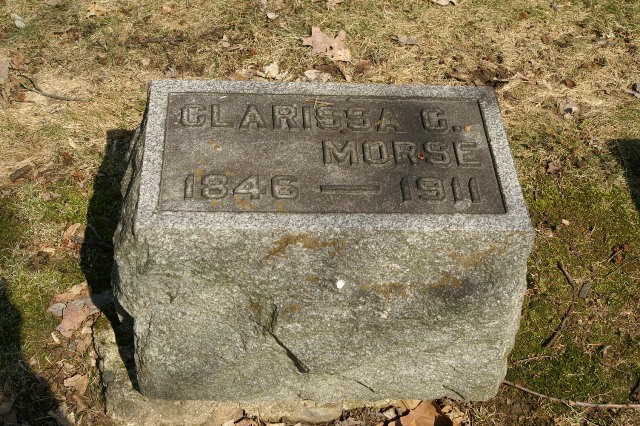 CLARISSA C.
MORSE
1846 — 1911